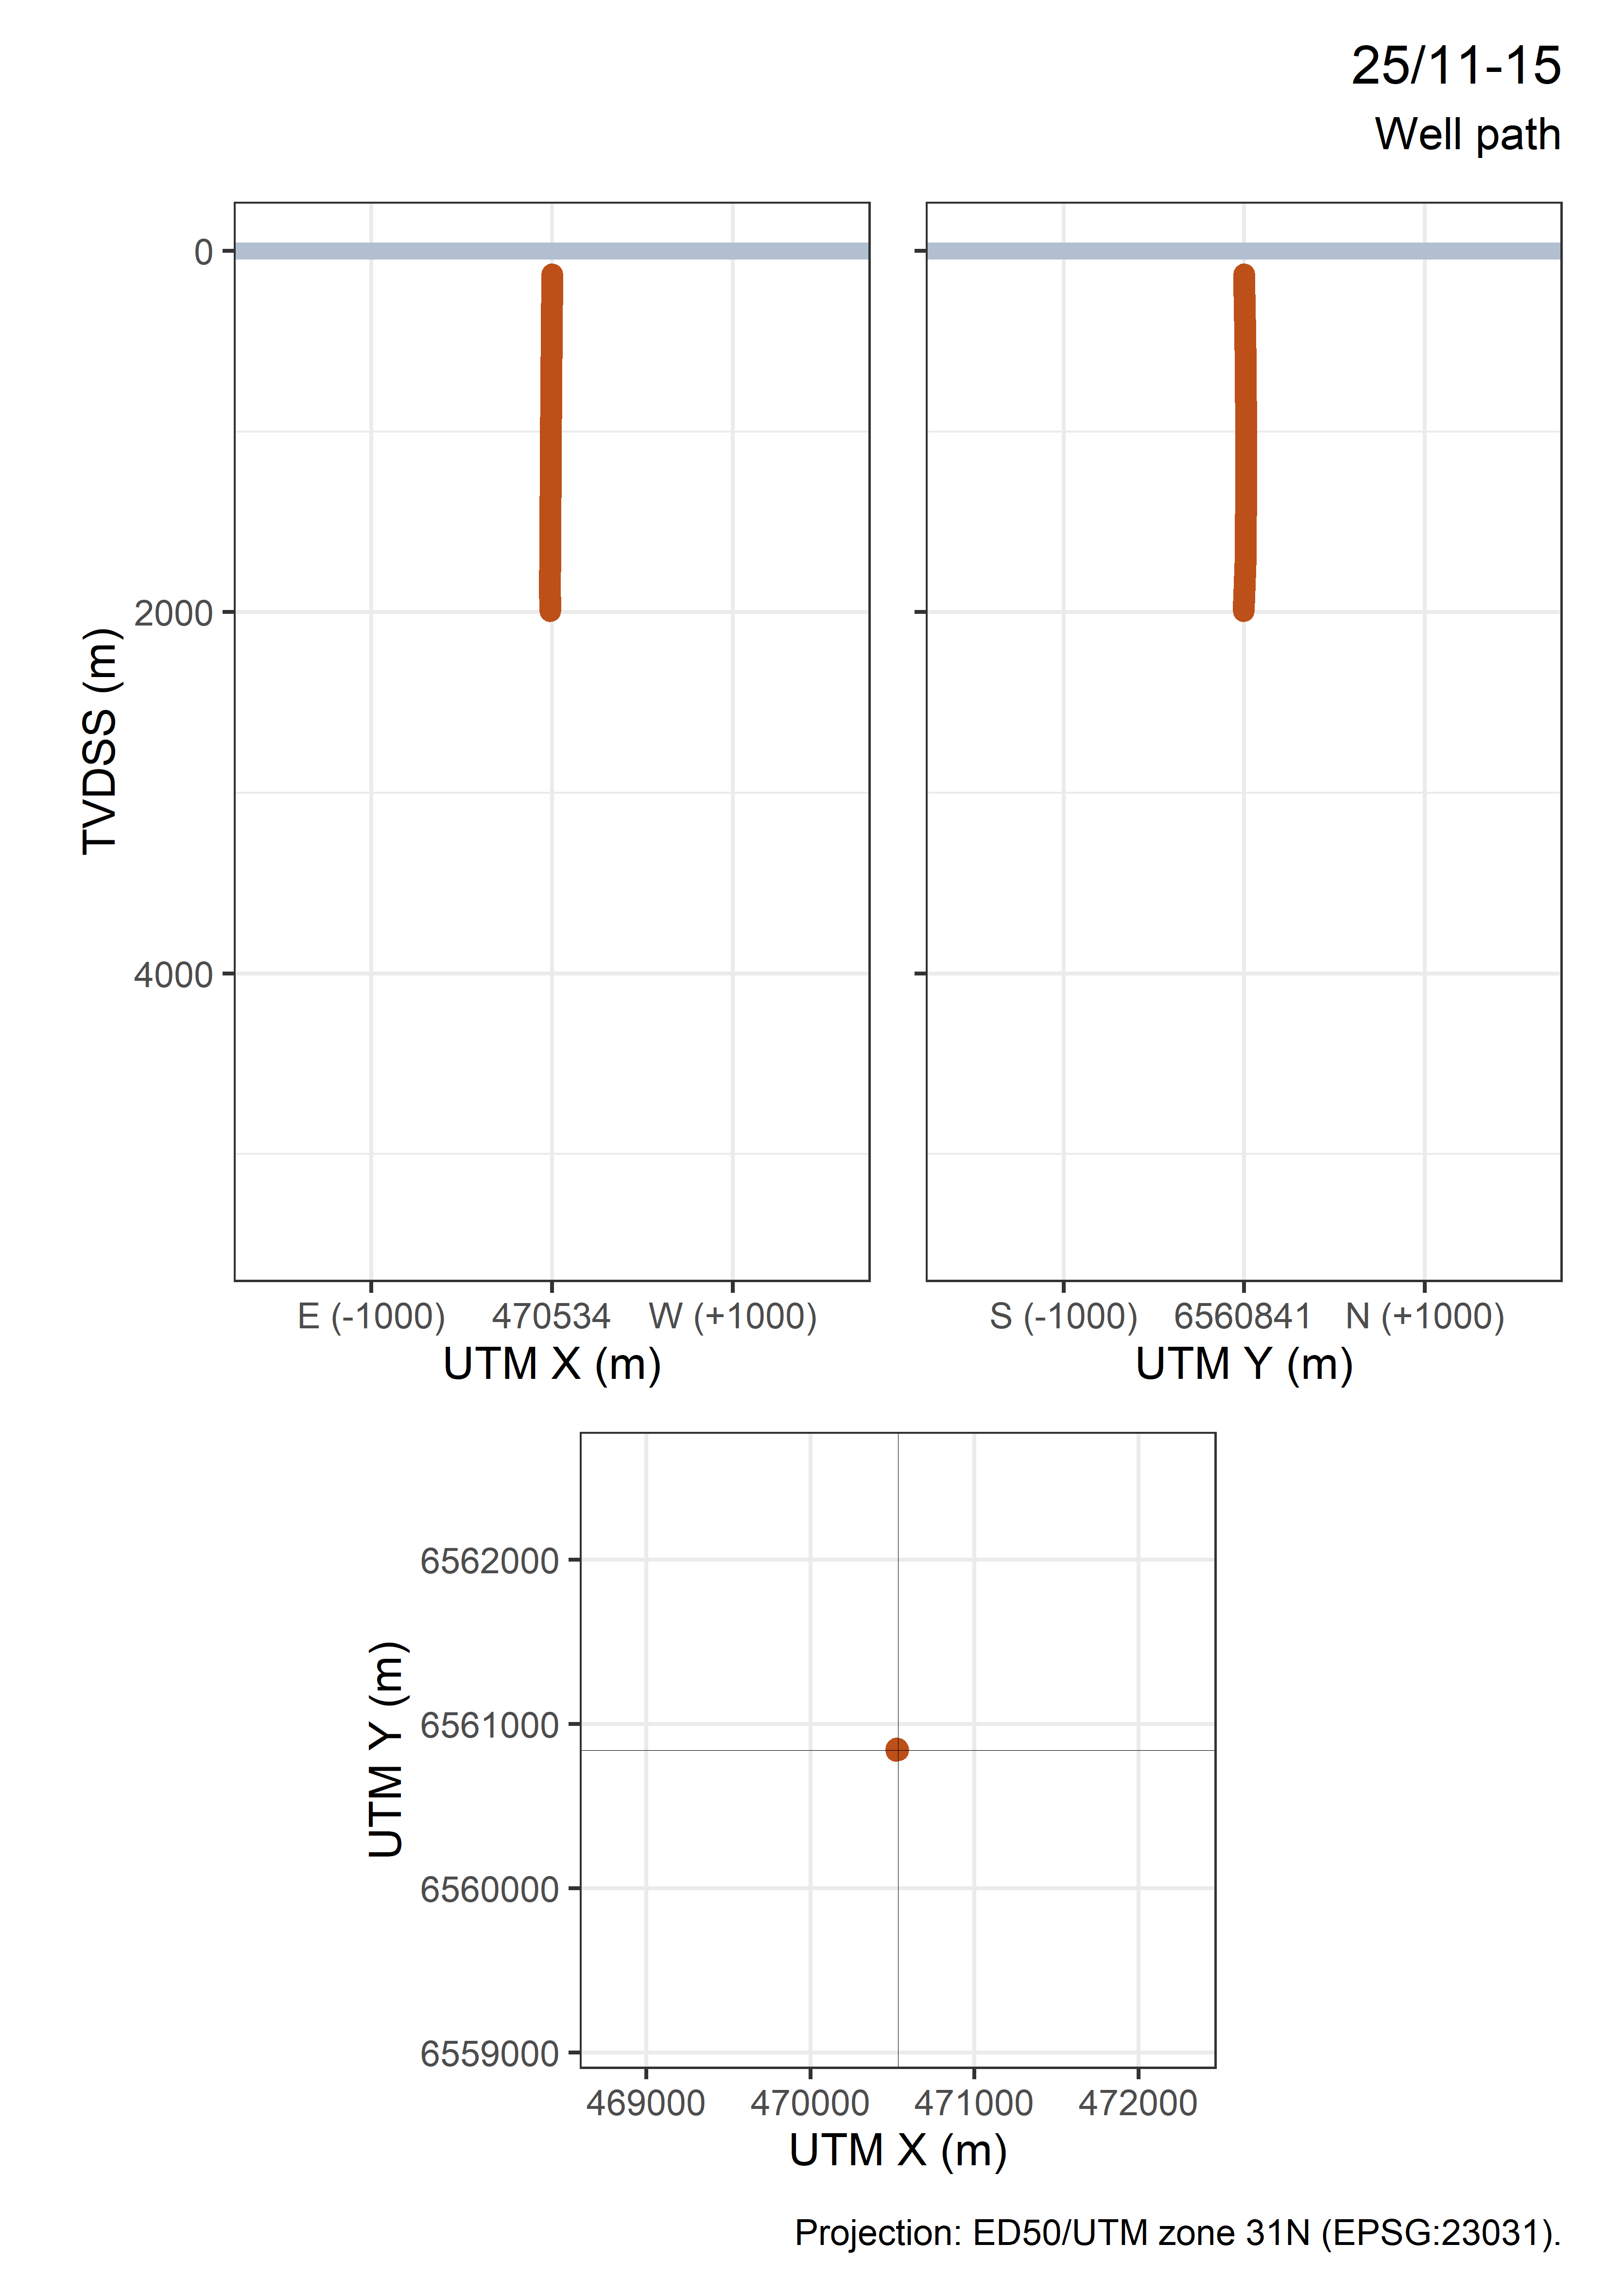 25/11-15
Well path
TVDSS (m)
0
2000
4000
E (-1000) 470534 W (+1000)
UTM X (m)
S (-1000) 6560841 N (+1000)
UTM Y (m)
UTM Y (m)
6562000
6561000
6560000
6559000
469000 470000 471000 472000
UTM X (m)
Projection: ED50/UTM zone 31N (EPSG:23031).